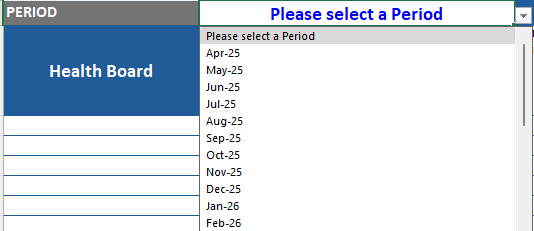 PERIOD Please select a Period
Health Board
Please select a Period
Apr-25
May-25
Jun-25
Jul-25
Aug-25
Sep-25
Oct-25
Nov-25
Dec-25
Jan-26
Feb-26